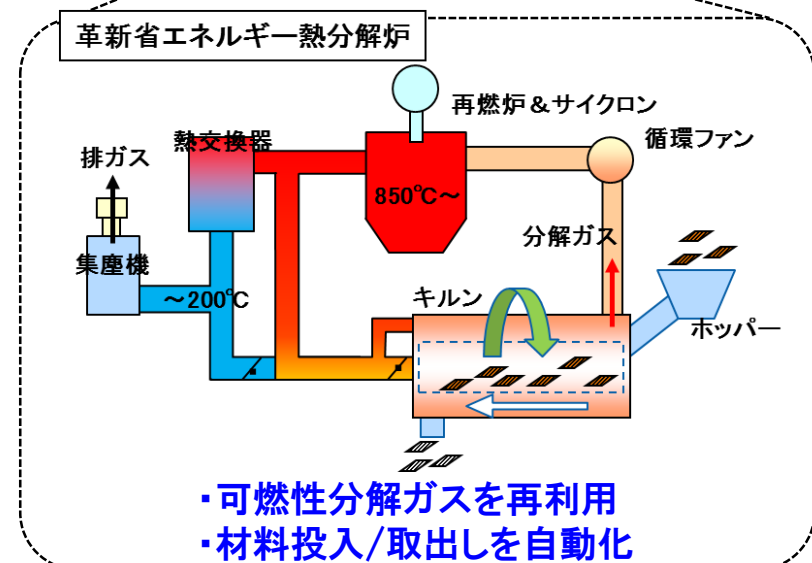 革新省エネルギー熱分解炉
再燃炉＆サイクロン
循環ファン
熱交換器
排ガス
850℃～
分解ガス
集塵機
～200℃
キルン
ホッパー
・可燃性分解ガスを再利用
・材料投入/取出しを自動化